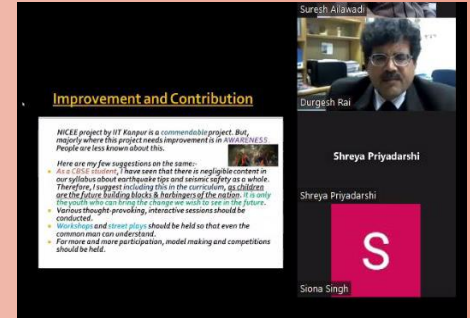 Improvement and Contribution
NICEE project by IIT Kanpur is a commendable project. But,
majorly where this project needs improvement is in AWARENESS.
People are less known about this.
Here are my few suggestions on the same:-
As a CBSE student, I have seen that there is negligible content in
our syllabus about earthquake tips and seismic safety as a whole.
Therefore, I suggest including this in the curriculum, as children
are the future building blocks & harbingers of the nation. It is only
the youth who can bring the change we wish to see in the future.
Various thought-provoking, interactive sessions should be
conducted.
Workshops and street plays should be held so that even the
common man can understand.
For more and more participation, model making and competitions
should be held.
Suresh Ailawadi
Durgesh Rai
Shreya Priyadarshi
Shreya Priyadarshi
S
Siona Singh